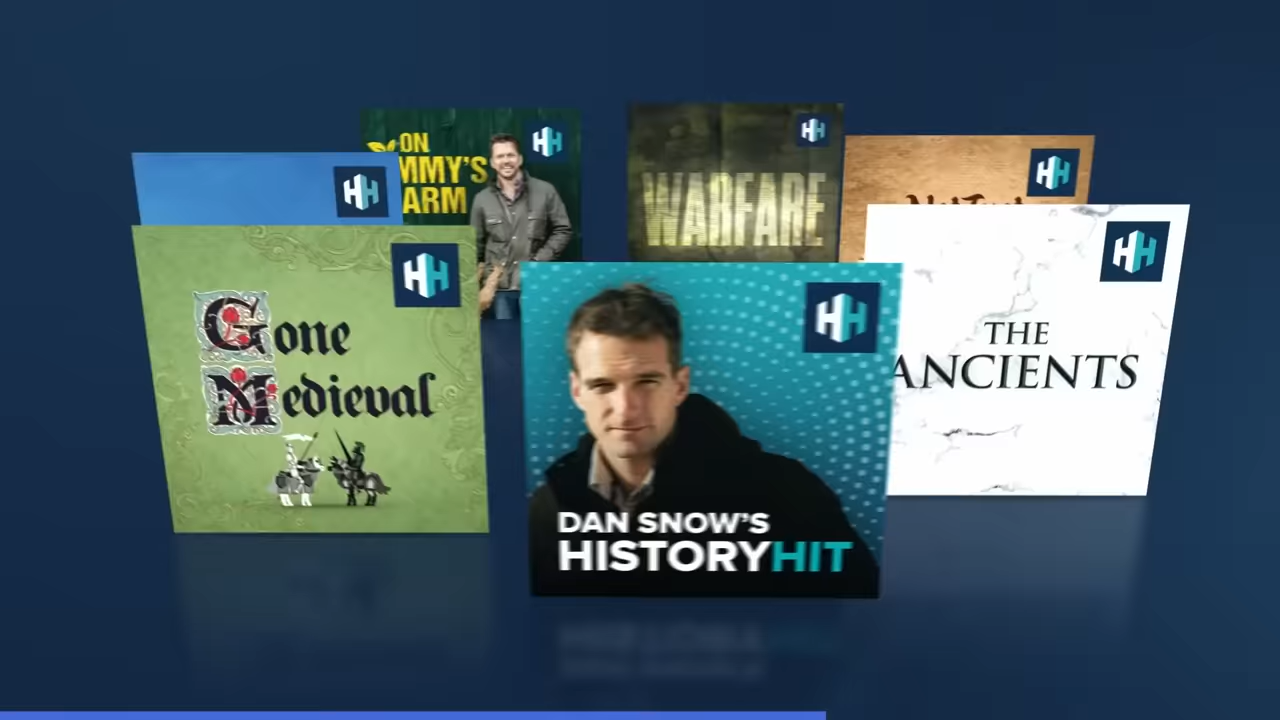 ON
MMY'S
ARM
WARFARE
Gone
Medieval
THE
ANCIENTS
DAN SNOW'S
HISTORYHIT
HH
HH
HH
HH
HH
HH
HH